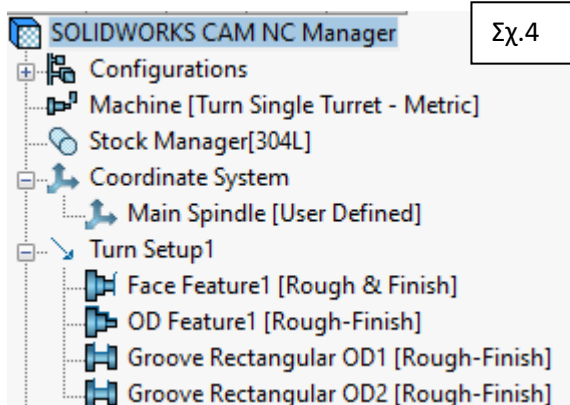 SOLIDWORKS CAM NC Manager
Σχ.4
Configurations
Machine [Turn Single Turret - Metric]
Stock Manager[304L]
Coordinate System
Main Spindle [User Defined]
Turn Setup1
Face Feature1 [Rough & Finish]
OD Feature1 [Rough-Finish]
Groove Rectangular OD1 [Rough-Finish]
Groove Rectangular OD2 [Rough-Finish]